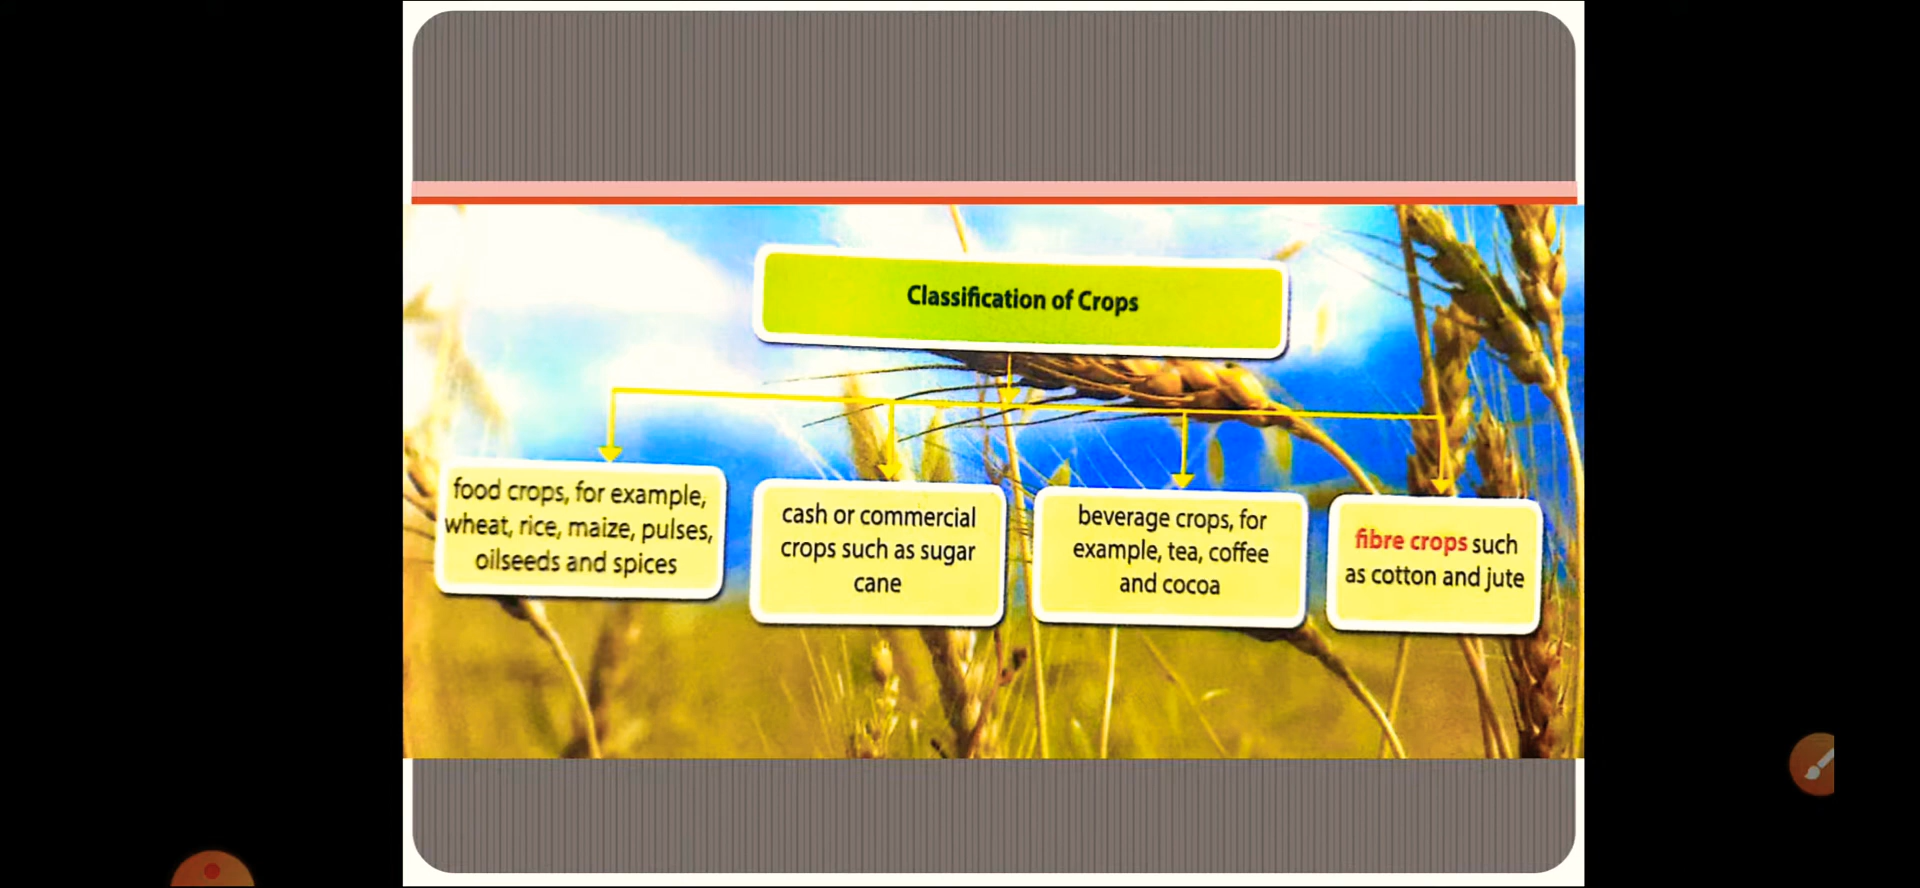 Classification of Crops
food crops, for example,
wheat, rice, maize, pulses,
oilseeds and spices
cash or commercial
crops such as sugar
cane
beverage crops, for
example, tea, coffee
and cocoa
fibre crops such
as cotton and jute